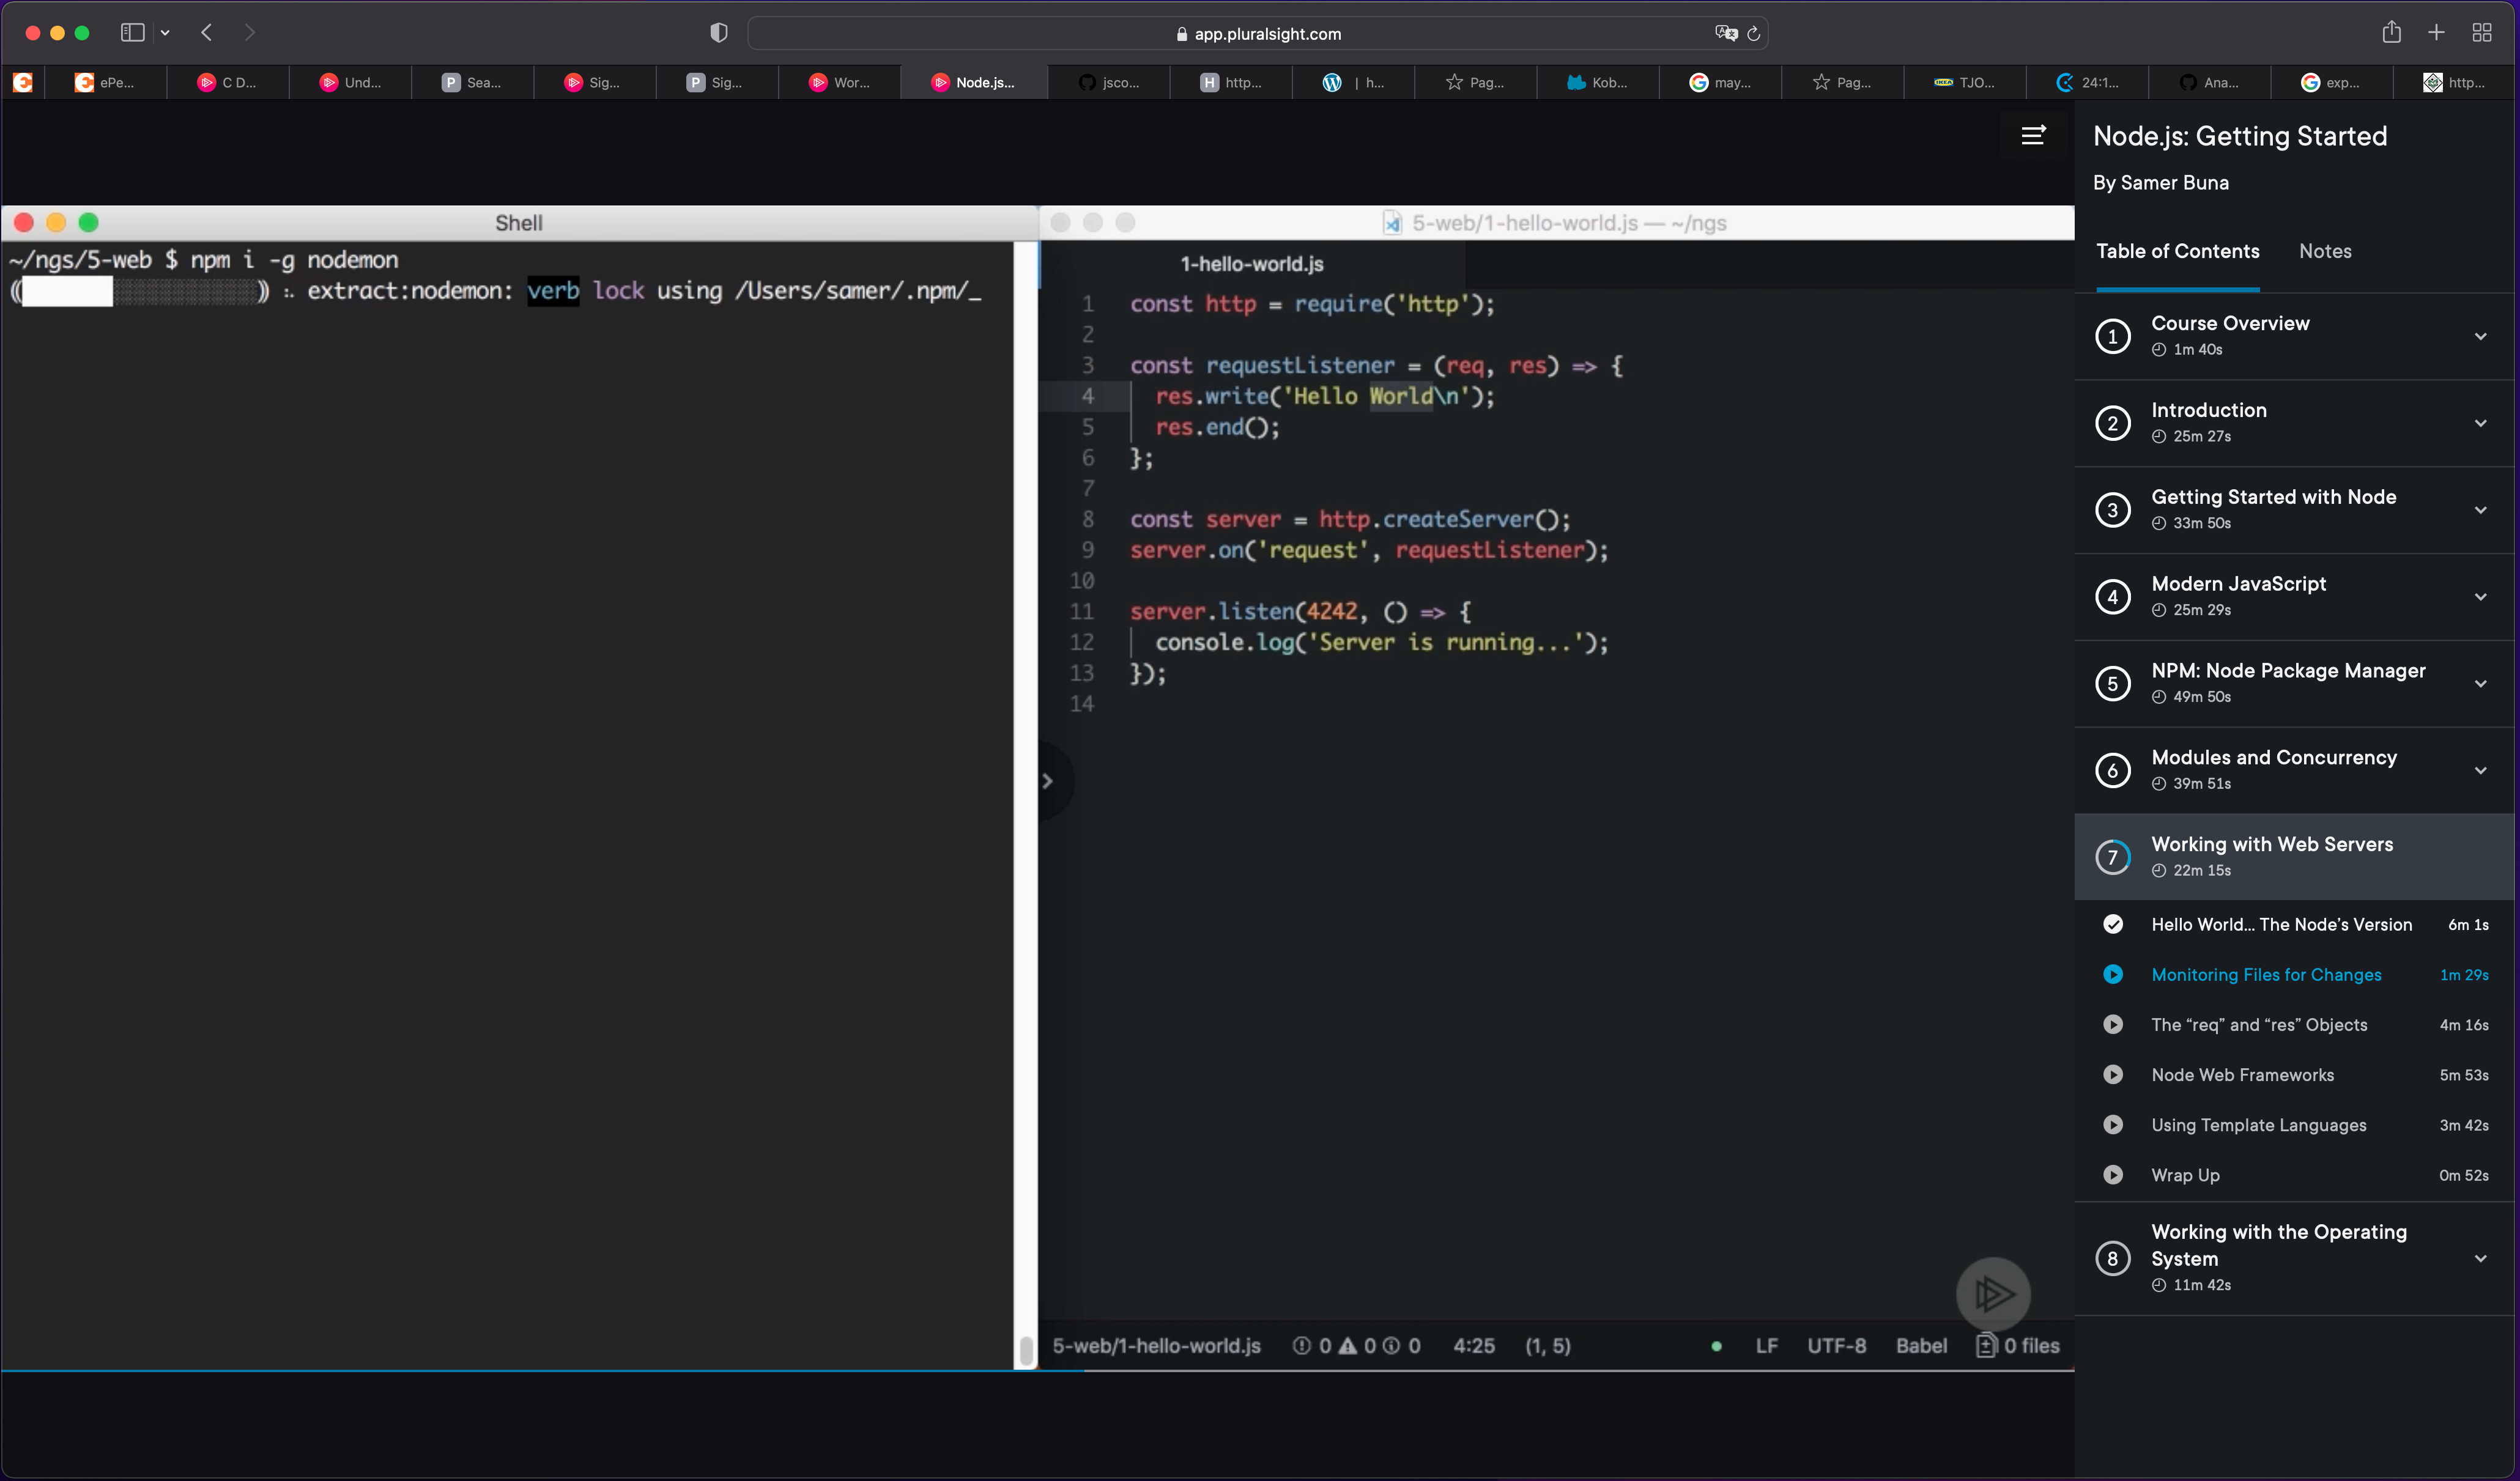 app.pluralsight.com
ePe...
C D...
Und...
P Sea...
Sig...
P Sig...
Wor...
Node.js...
jsco...
H http...
| h...
Pag...
Kob...
may...
Pag...
IKEA TJO...
24:1...
Ana...
exp...
http...
Shell
~/ngs/5-web $ npm i -g nodemon
extract:nodemon: verb lock using /Users/samer/.npm/_
5-web/1-hello-world.js — ~/ngs
1-hello-world.js
1 const http = require('http');
2
3 const requestListener = (req, res) => {
4 res.write('Hello World\n');
5 res.end();
6 };
7
8 const server = http.createServer();
9 server.on('request', requestListener);
10
11 server.listen(4242, () => {
12 console.log('Server is running...');
13 });
14
5-web/1-hello-world.js 0 0 0 4:25 (1, 5) LF UTF-8 Babel 0 files
Node.js: Getting Started
By Samer Buna
Table of Contents Notes
1 Course Overview
1m 40s
2 Introduction
25m 27s
3 Getting Started with Node
33m 50s
4 Modern JavaScript
25m 29s
5 NPM: Node Package Manager
49m 50s
6 Modules and Concurrency
39m 51s
7 Working with Web Servers
22m 15s
Hello World... The Node’s Version 6m 1s
Monitoring Files for Changes 1m 29s
The “req” and “res” Objects 4m 16s
Node Web Frameworks 5m 53s
Using Template Languages 3m 42s
Wrap Up 0m 52s
8 Working with the Operating
System
11m 42s